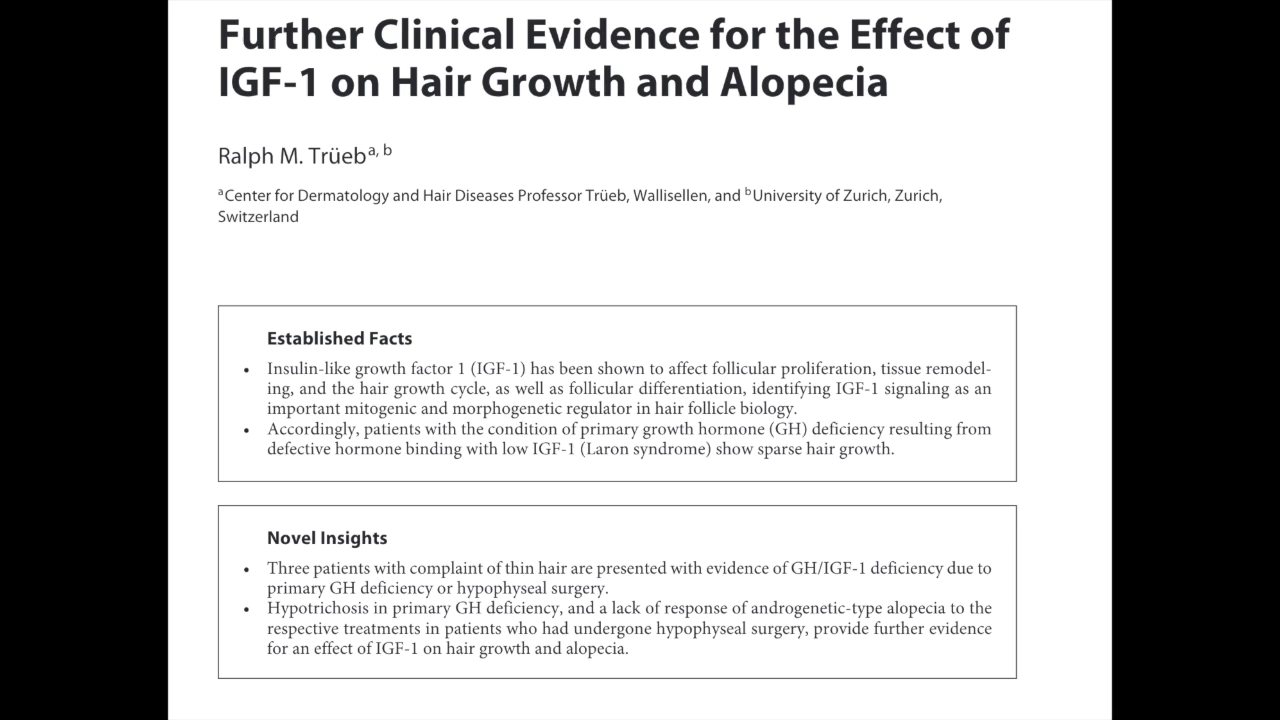 Further Clinical Evidence for the Effect of
IGF-1 on Hair Growth and Alopecia
Ralph M. Trüeb a, b
a Center for Dermatology and Hair Diseases Professor Trüeb, Wallisellen, and b University of Zurich, Zurich,
Switzerland
Established Facts
• Insulin-like growth factor 1 (IGF-1) has been shown to affect follicular proliferation, tissue remodel-
ing, and the hair growth cycle, as well as follicular differentiation, identifying IGF-1 signaling as an
important mitogenic and morphogenetic regulator in hair follicle biology.
• Accordingly, patients with the condition of primary growth hormone (GH) deficiency resulting from
defective hormone binding with low IGF-1 (Laron syndrome) show sparse hair growth.
Novel Insights
• Three patients with complaint of thin hair are presented with evidence of GH/IGF-1 deficiency due to
primary GH deficiency or hypophyseal surgery.
• Hypotrichosis in primary GH deficiency, and a lack of response of androgenetic-type alopecia to the
respective treatments in patients who had undergone hypophyseal surgery, provide further evidence
for an effect of IGF-1 on hair growth and alopecia.